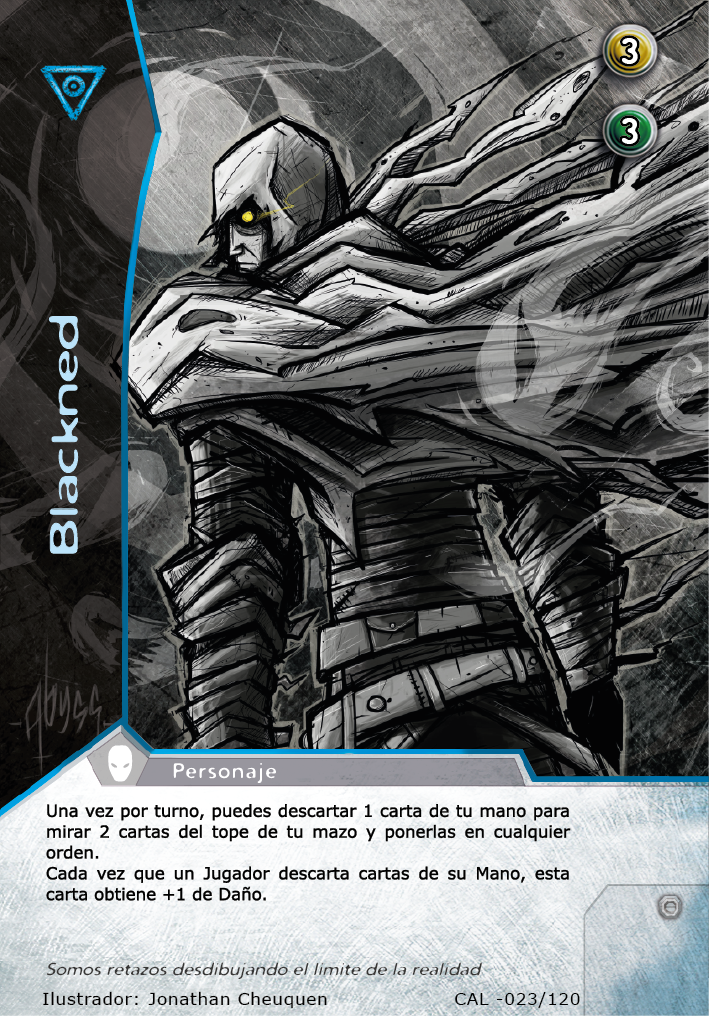 3
3
Blackned
Abyss
Personaje
Una vez por turno, puedes descartar 1 carta de tu mano para
mirar 2 cartas del tope de tu mazo y ponerlas en cualquier
orden.
Cada vez que un Jugador descarta cartas de su Mano, esta
carta obtiene +1 de Daño.
Somos retazos desdibujando el límite de la realidad
Ilustrador: Jonathan Cheuquen
CAL -023/120